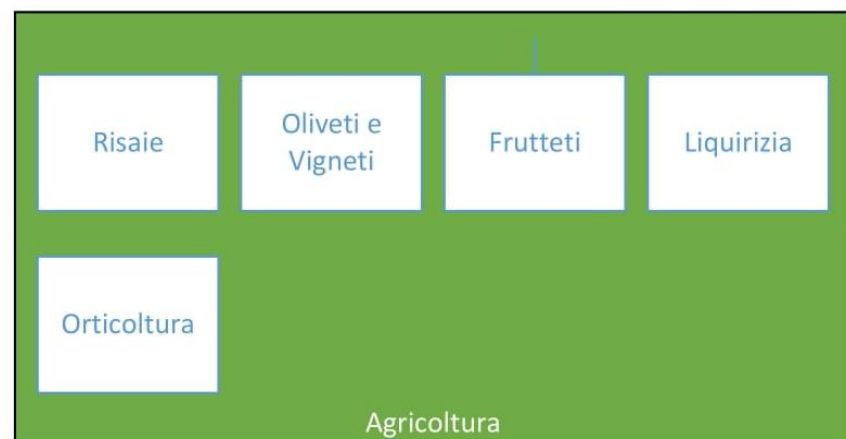 Risaie
Oliveti e
Vigneti
Frutteti
Liquirizia
Orticoltura
Agricoltura